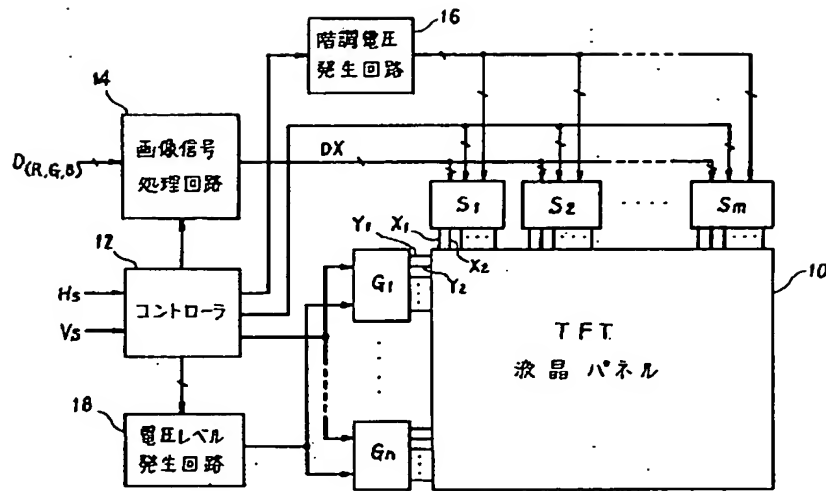 16
階調電圧
発生回路
14
D(R,G,B)
画像信号
処理回路
DX
S1
S2
Sm
X1
Y1
X2
Y2
12
Hs
Vs
コントローラ
G1
10
TFT
液晶パネル
18
電圧レベル
発生回路
Gn